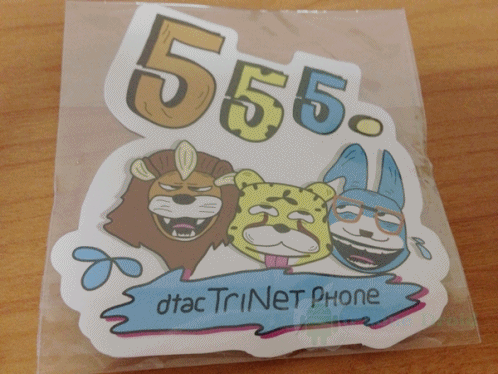 555.
dtac TriNet Phone